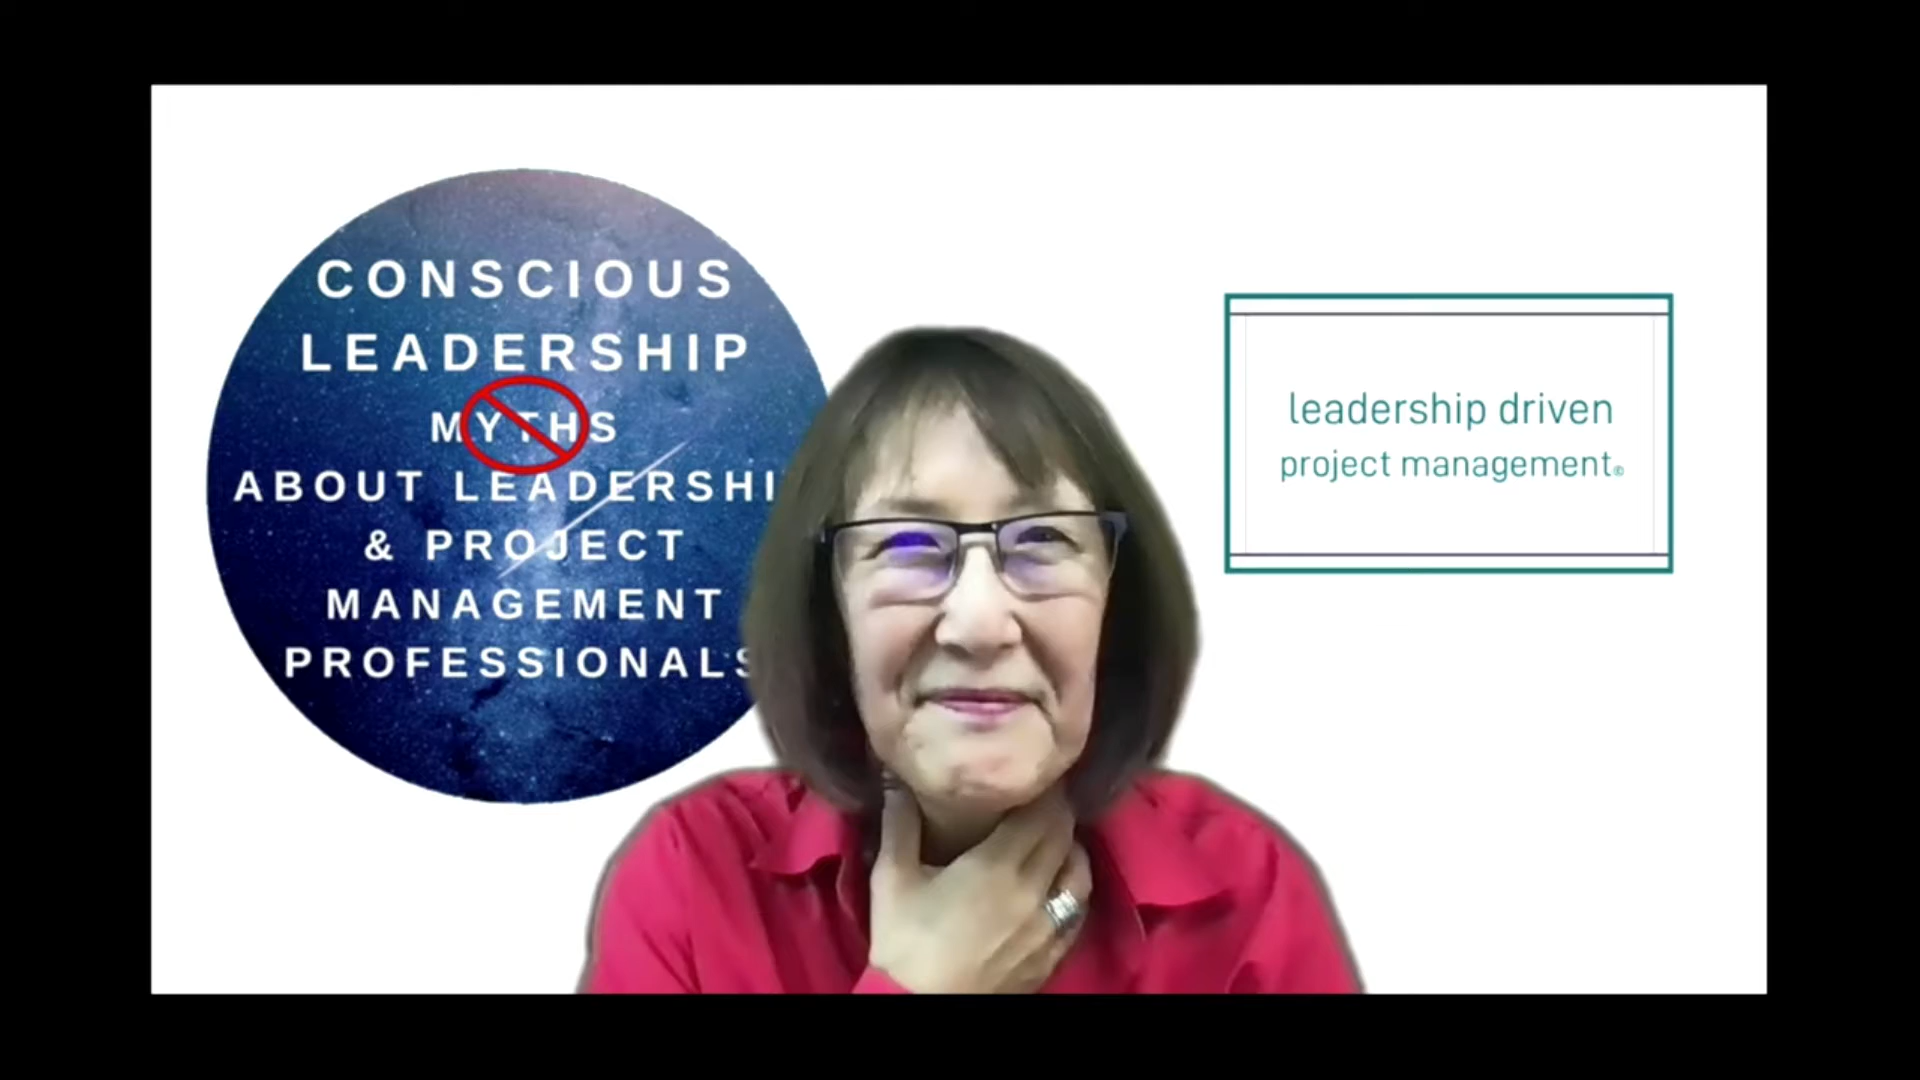 CONSCIOUS
LEADERSHIP
MYTHS
ABOUT LEADERSHI
& PROJECT
MANAGEMENT
PROFESSIONALS
leadership driven
project management®